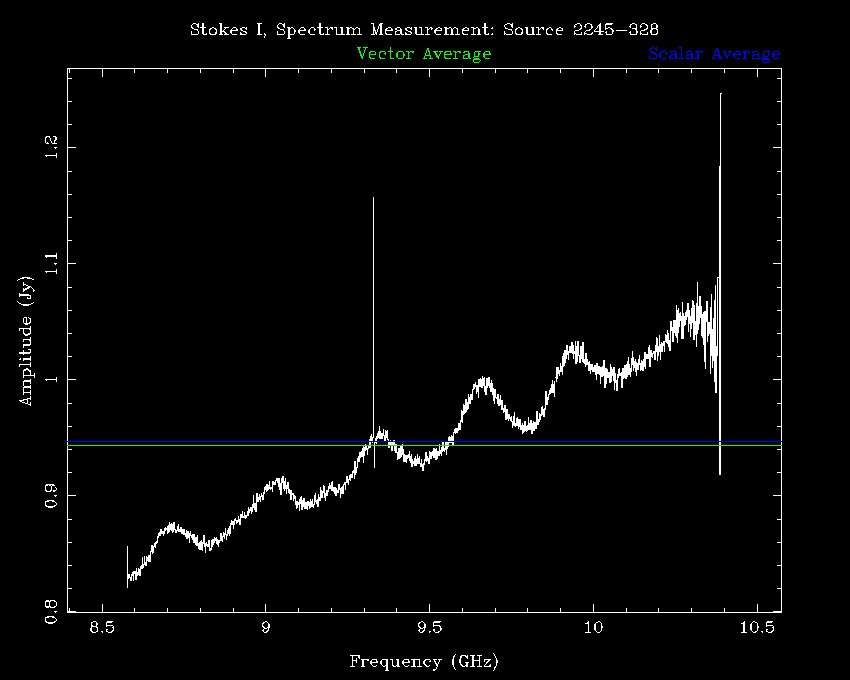 Stokes I, Spectrum Measurement: Source 2245−328
Vector Average
Scalar Average
Amplitude (Jy)
1.2
1.1
1
0.9
0.8
8.5 9 9.5 10 10.5
Frequency (GHz)